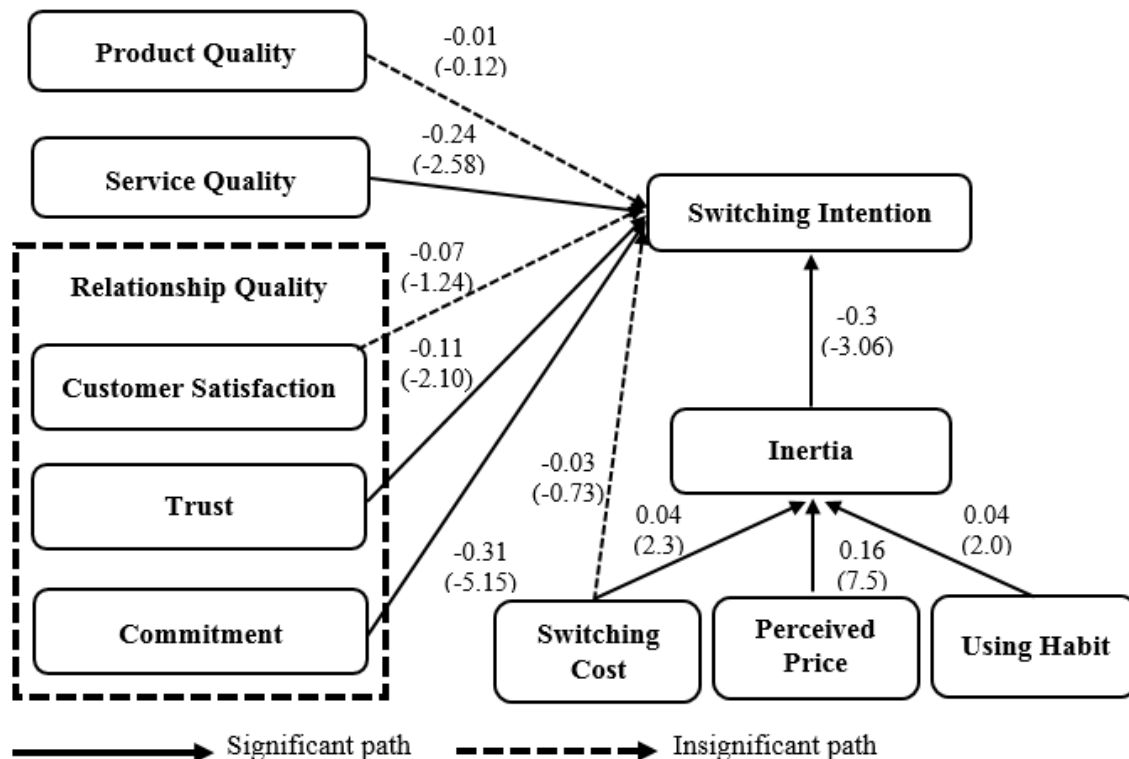 Product Quality
-0.01
(-0.12)
Service Quality
-0.24
(-2.58)
Switching Intention
Relationship Quality
-0.07
(-1.24)
Customer Satisfaction
-0.11
(-2.10)
-0.3
(-3.06)
Trust
Inertia
-0.03
(-0.73)
0.04
(2.3)
0.16
(7.5)
0.04
(2.0)
Commitment
-0.31
(-5.15)
Switching
Cost
Perceived
Price
Using Habit
Significant path
Insignificant path